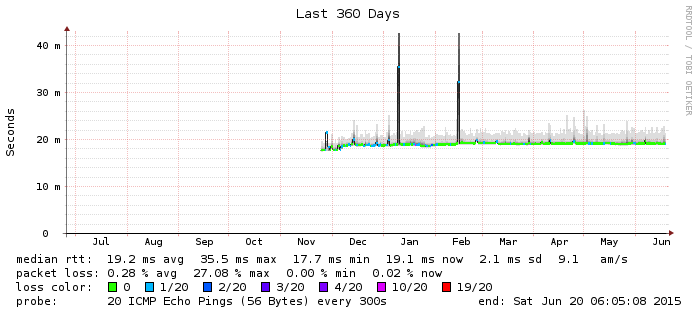 Last 360 Days
RRDTOOL / TOBI OETIKER
Seconds
40 m
30 m
20 m
10 m
0
Jul Aug Sep Oct Nov Dec Jan Feb Mar Apr May Jun
median rtt: 19.2 ms avg 35.5 ms max 17.7 ms min 19.1 ms now 2.1 ms sd 9.1 am/s
packet loss: 0.28 % avg 27.08 % max 0.00 % min 0.02 % now
loss color: 0 1/20 2/20 3/20 4/20 10/20 19/20
probe: 20 ICMP Echo Pings (56 Bytes) every 300s end: Sat Jun 20 06:05:08 2015